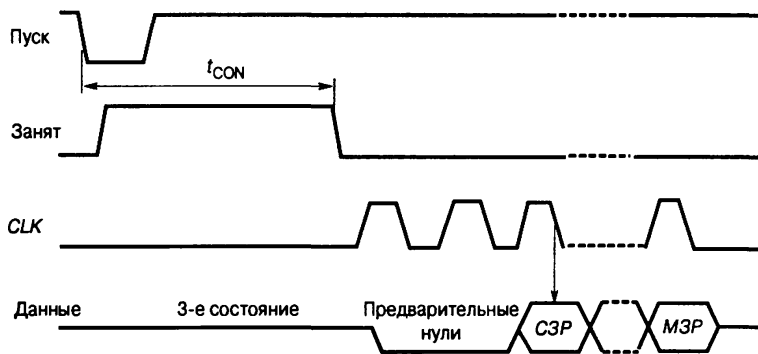 Пуск
tCON
Занят
CLK
Данные
3-е состояние
Предварительные
нули
СЗР
МЗР